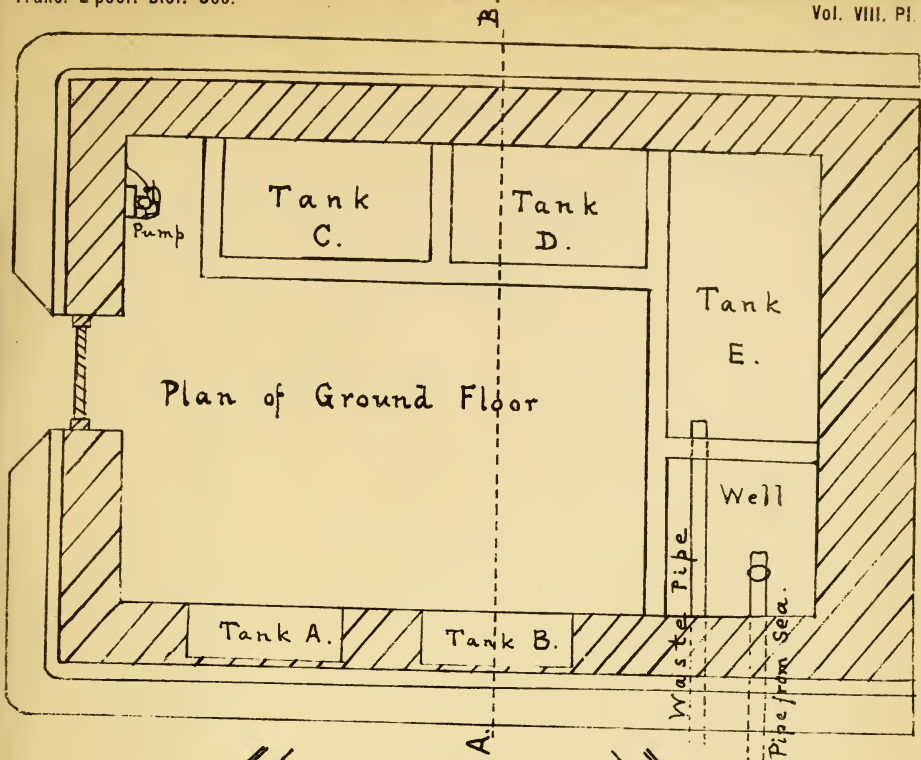 Trans. L'pool. Biol. Soc.
Vol. VIII. Pl.
B.
Tank
C.
Tank
D.
Pump
Tank
E.
Plan of Ground Floor
Well
Waste Pipe
Pipe from Sea.
Tank A.
Tank B.
A.